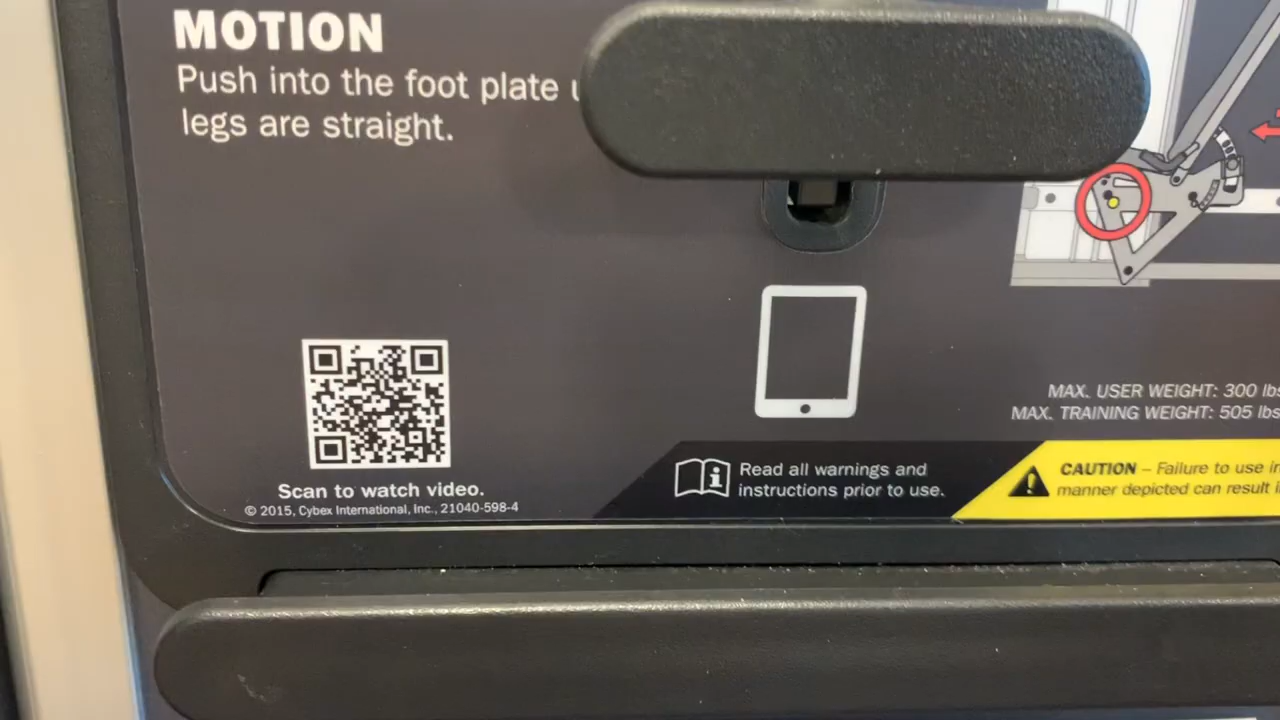 MOTION
Push into the foot plate
legs are straight.
MAX. USER WEIGHT: 300 lbs
MAX. TRAINING WEIGHT: 505 lbs
Read all warnings and
instructions prior to use.
CAUTION – Failure to use
manner depicted can result
Scan to watch video.
© 2015, Cybex International, Inc., 21040-598-4